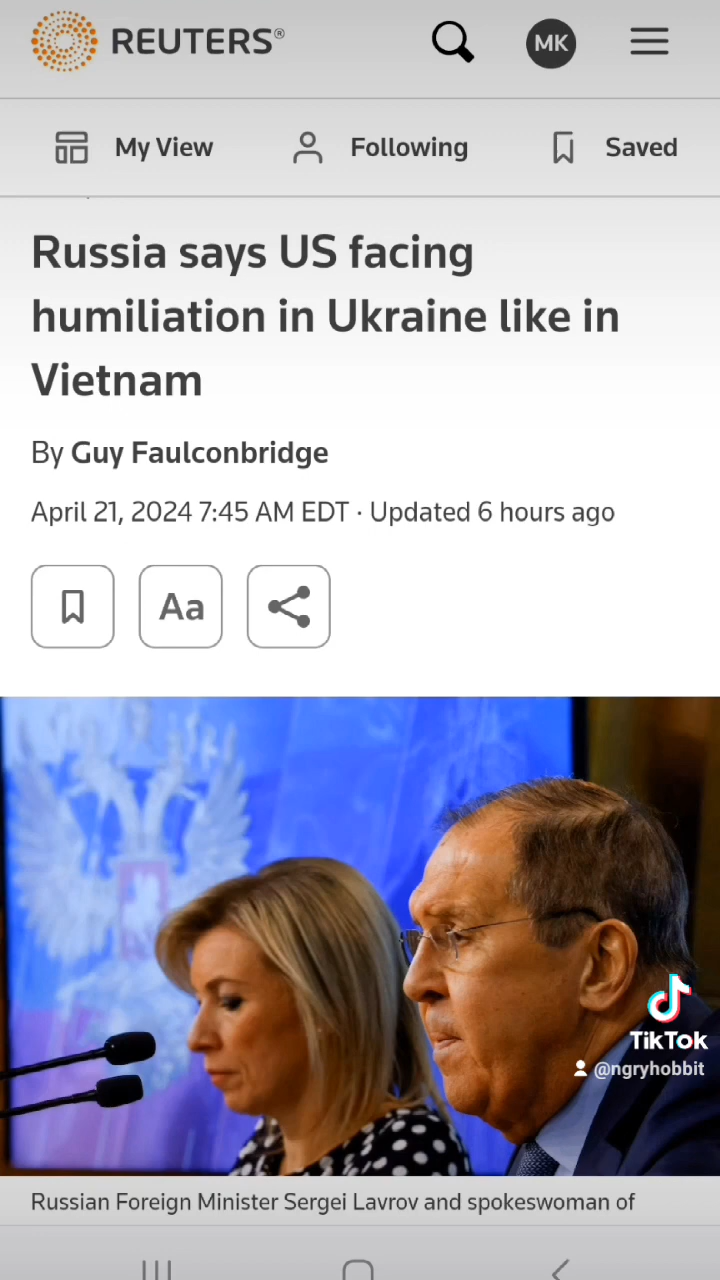 REUTERS®
MK
My View
Following
Saved
Russia says US facing
humiliation in Ukraine like in
Vietnam
By Guy Faulconbridge
April 21, 2024 7:45 AM EDT · Updated 6 hours ago
Aa
TikTok
@ngryhobbit
Russian Foreign Minister Sergei Lavrov and spokeswoman of